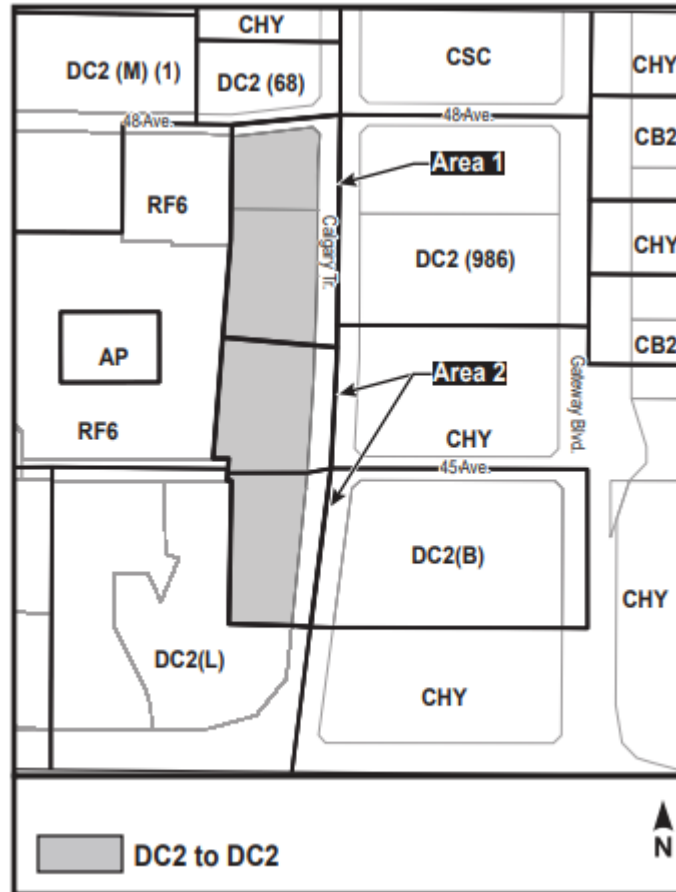 CHY
CSC
DC2 (M) (1)
DC2 (68)
CHY
48 Ave.
48 Ave.
CB2
Area 1
RF6
Calgary Tr.
DC2 (986)
CHY
CB2
AP
Area 2
Gateway Blvd.
RF6
CHY
45 Ave.
DC2(B)
CHY
DC2(L)
CHY
DC2 to DC2
N